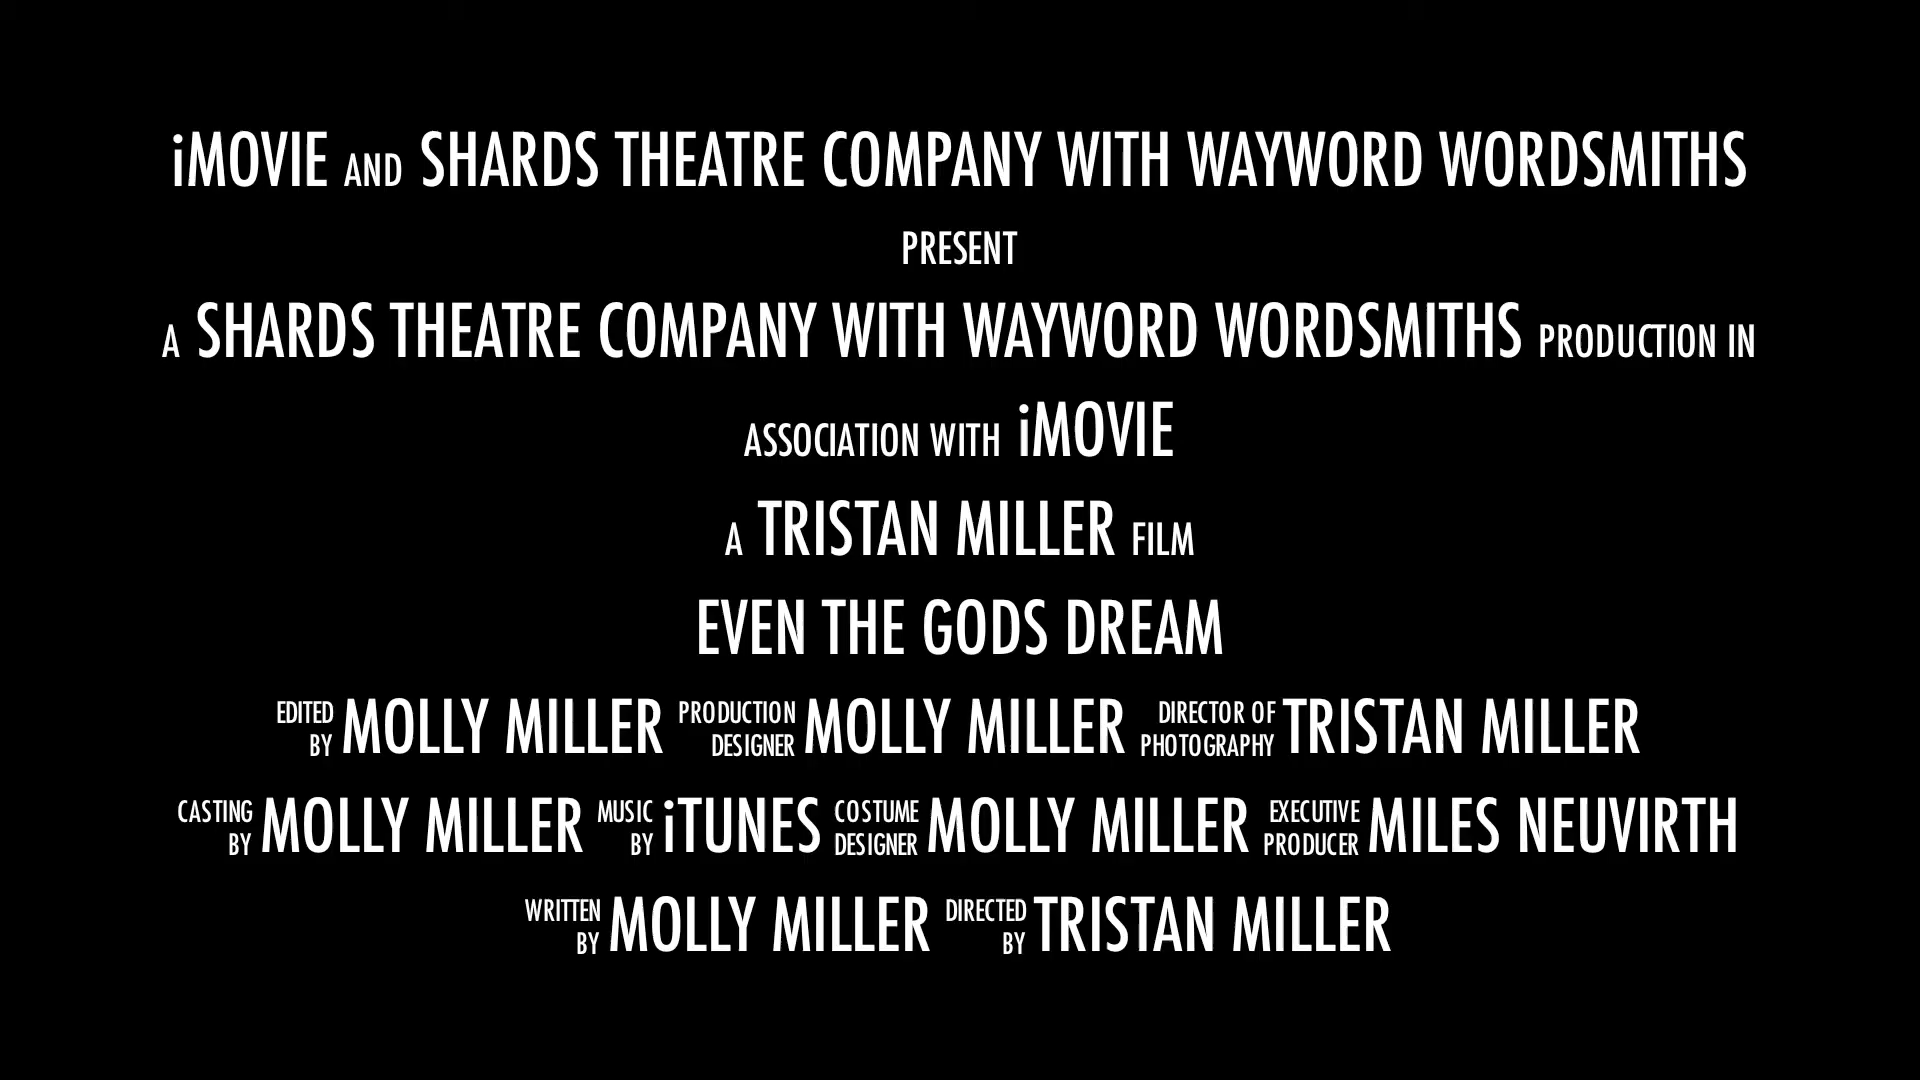 iMOVIE AND SHARDS THEATRE COMPANY WITH WAYWORD WORDSMITHS
PRESENT
A SHARDS THEATRE COMPANY WITH WAYWORD WORDSMITHS PRODUCTION IN
ASSOCIATION WITH iMOVIE
A TRISTAN MILLER FILM
EVEN THE GODS DREAM
EDITED BY MOLLY MILLER PRODUCTION DESIGNER MOLLY MILLER DIRECTOR OF PHOTOGRAPHY TRISTAN MILLER
CASTING BY MOLLY MILLER MUSIC BY iTUNES COSTUME DESIGNER MOLLY MILLER EXECUTIVE PRODUCER MILES NEUVIRTH
WRITTEN BY MOLLY MILLER DIRECTED BY TRISTAN MILLER